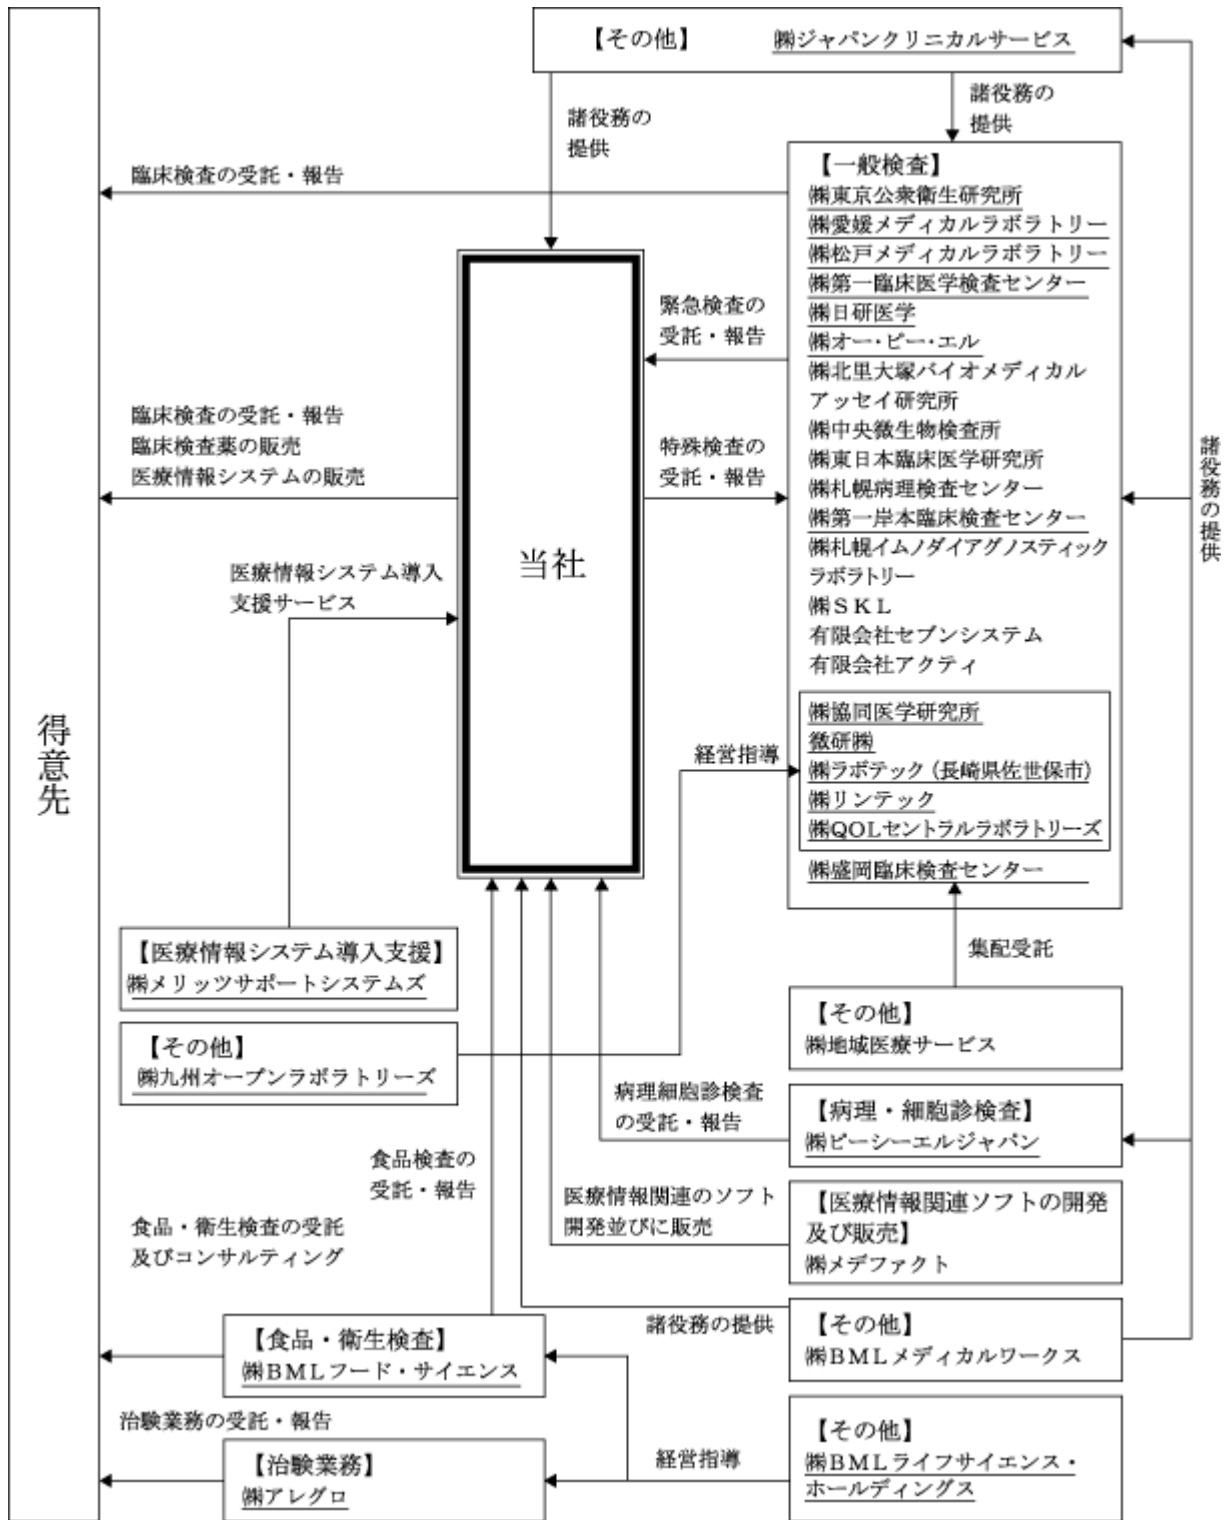 【その他】 ㈱ジャパンクリニカルサービス
諸役務の
提供
諸役務の
提供
臨床検査の受託・報告
【一般検査】
㈱東京公衆衛生研究所
㈱愛媛メディカルラボラトリー
㈱松戸メディカルラボラトリー
㈱第一臨床医学検査センター
㈱日研医学
㈱オー・ピー・エル
㈱北里大塚バイオメディカル
アッセイ研究所
㈱中央微生物検査所
㈱東日本臨床医学研究所
㈱札幌病理検査センター
㈱第一岸本臨床検査センター
㈱札幌イムノダイアグノスティック
ラボラトリー
㈱SKL
有限会社セブンシステム
有限会社アクティ
㈱協同医学研究所
微研㈱
㈱ラボテック(長崎県佐世保市)
㈱リンテック
㈱QOLセントラルラボラトリーズ
㈱盛岡臨床検査センター
緊急検査の
受託・報告
特殊検査の
受託・報告
臨床検査の受託・報告
臨床検査薬の販売
医療情報システムの販売
諸役務の提供
当社
医療情報システム導入
支援サービス
得意先
経営指導
【医療情報システム導入支援】
㈱メリッツサポートシステムズ
【その他】
㈱九州オープンラボラトリーズ
集配受託
【その他】
㈱地域医療サービス
病理細胞診検査
の受託・報告
【病理・細胞診検査】
㈱ピーシーエルジャパン
食品検査の
受託・報告
医療情報関連のソフト
開発並びに販売
【医療情報関連ソフトの開発
及び販売】
㈱メデファクト
食品・衛生検査の受託
及びコンサルティング
諸役務の提供
【その他】
㈱BMLメディカルワークス
【食品・衛生検査】
㈱BMLフード・サイエンス
治験業務の受託・報告
【治験業務】
㈱アレグロ
経営指導
【その他】
㈱BMLライフサイエンス・
ホールディングス